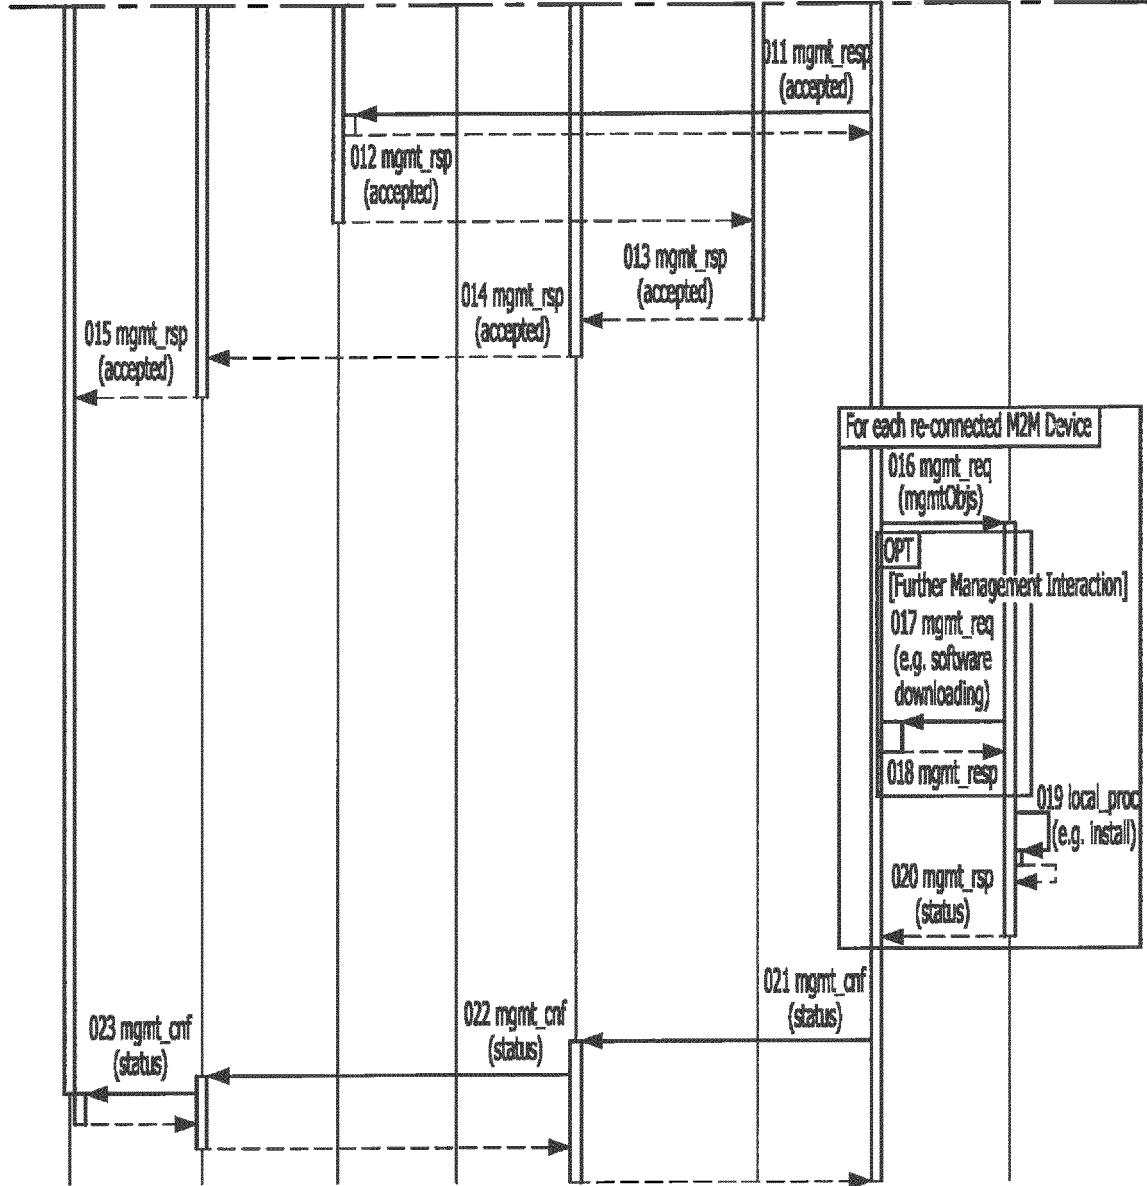 011 mgmt_resp
(accepted)
012 mgmt_rsp
(accepted)
013 mgmt_rsp
(accepted)
014 mgmt_rsp
(accepted)
015 mgmt_rsp
(accepted)
For each re-connected M2M Device
016 mgmt_req
(mgmtObjs)
OPT
[Further Management Interaction]
017 mgmt_req
(e.g. software
downloading)
018 mgmt_resp
019 local_proc
(e.g. install)
020 mgmt_rsp
(status)
021 mgmt_cnf
(status)
022 mgmt_cnf
(status)
023 mgmt_cnf
(status)